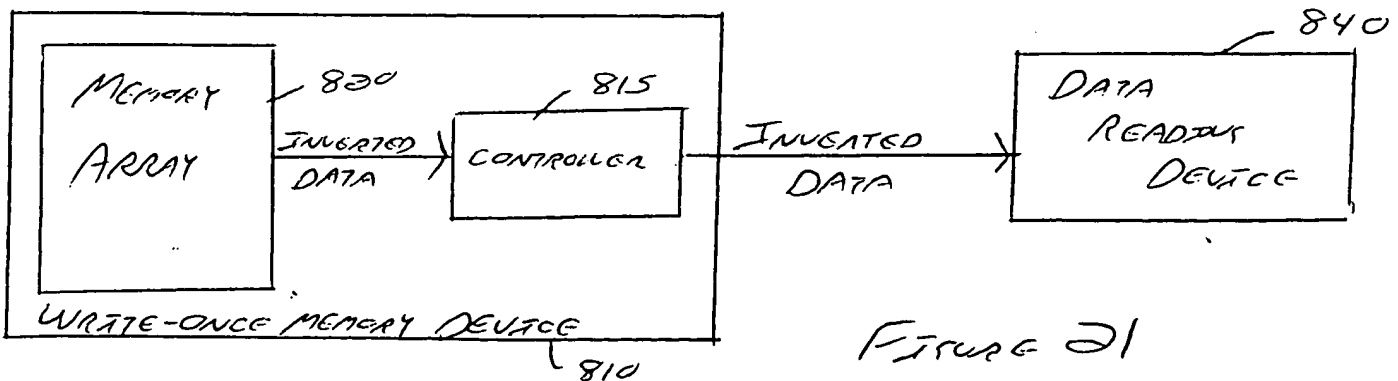 840
MEMORY
ARRAY
820
815
INVERTED
DATA
CONTROLLER
INVERTED
DATA
DATA
READING
DEVICE
WRITE-ONCE MEMORY DEVICE
810
FIGURE 21